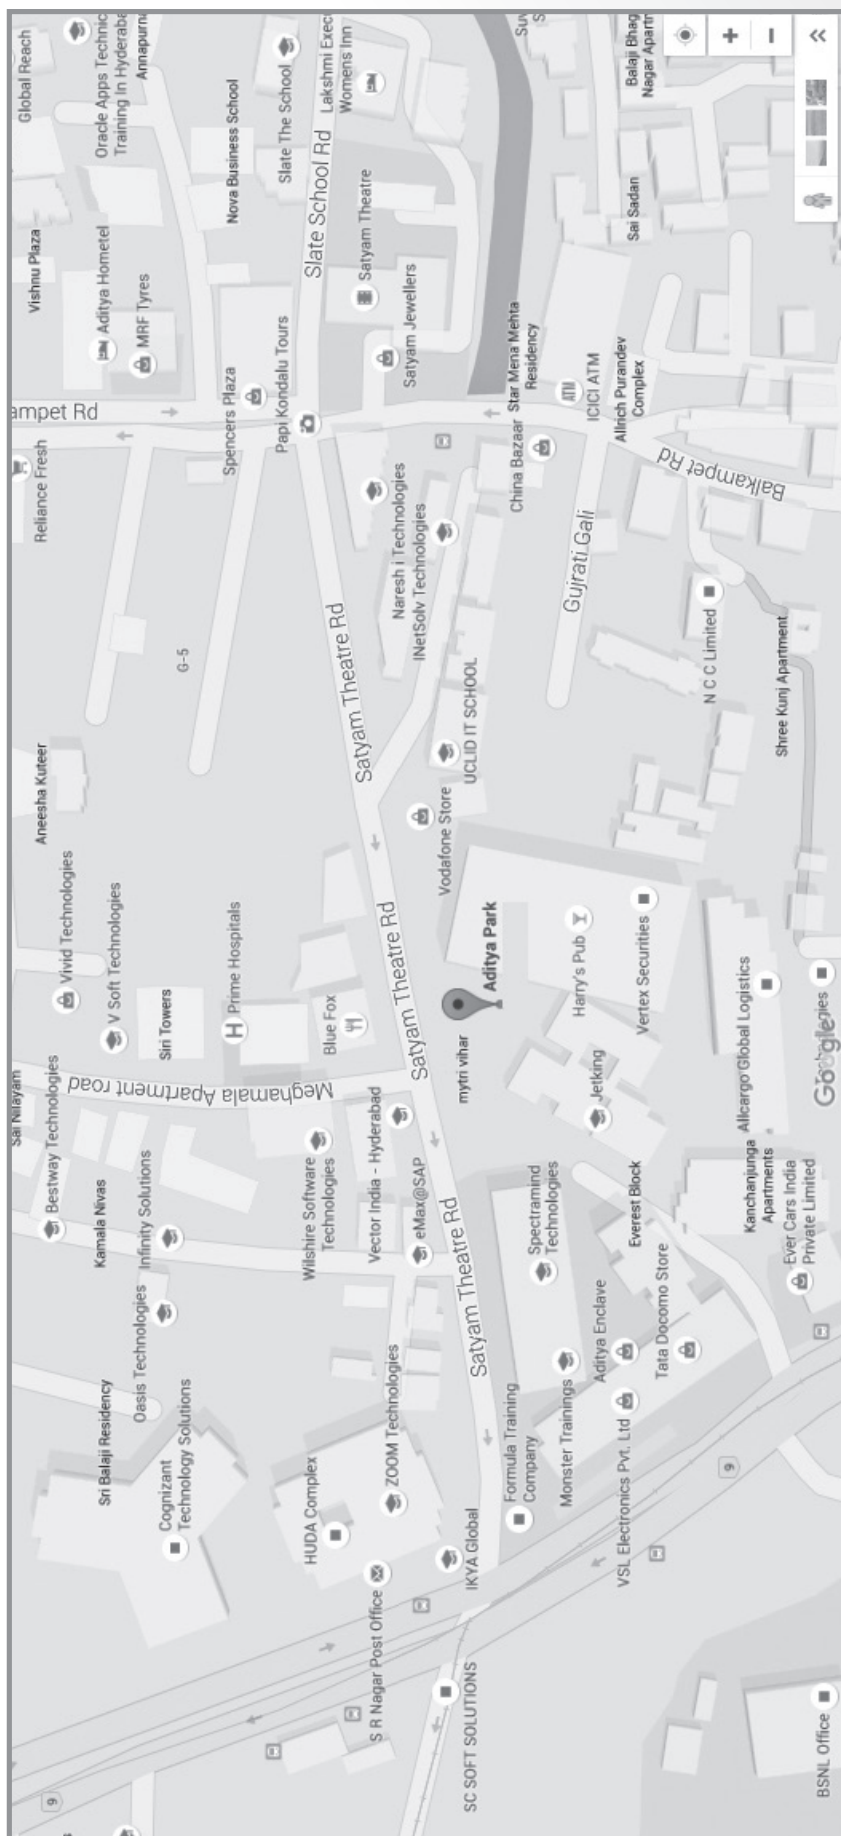 9
Sai Nilayam
Global Reach
Vishnu Plaza
Reliance Fresh
Aneesha Kuteer
Bestway Technologies
ampet Rd
Vivid Technologies
Kamala Nivas
Sri Balaji Residency
Oracle Apps Technic
Training In Hyderaba
Annapurna
Aditya Hometel
MRF Tyres
V Soft Technologies
Infinity Solutions
Oasis Technologies
Cognizant
Technology Solutions
Siri Towers
G-5
Meghamala Apartment road
Prime Hospitals
Spencers Plaza
Nova Business School
Slate The School
Papi Kondalu Tours
Slate School Rd
Lakshmi Exec
Womens Inn
HUDA Complex
Wilshire Software
Technologies
Blue Fox
Satyam Theatre Rd
Satyam Theatre
S R Nagar Post Office
ZOOM Technologies
Vector India - Hyderabad
Satyam Theatre Rd
Naresh i Technologies
Satyam Jewellers
eMax@SAP
INetSolv Technologies
Vodafone Store
Satyam Theatre Rd
mytri vihar
SC SOFT SOLUTIONS
IKYA Global
UCLID IT SCHOOL
Aditya Park
Formula Training
Company
Spectramind
Technologies
China Bazaar
Star Mena Mehta
Residency
Monster Trainings
Harry's Pub
Gujrati Gali
ICICI ATM
ATM
Aditya Enclave
Jetking
VSL Electronics Pvt. Ltd
Everest Block
Vertex Securities
Allrich Purandev
Complex
Sai Sadan
Balaji Bhag
Nagar Apartm
Tata Docomo Store
Balkampet Rd
N C C Limited
9
Kanchanjunga
Apartments
Allcargo Global Logistics
Shree Kunj Apartment
Ever Cars India
Private Limited
BSNL Office
Google